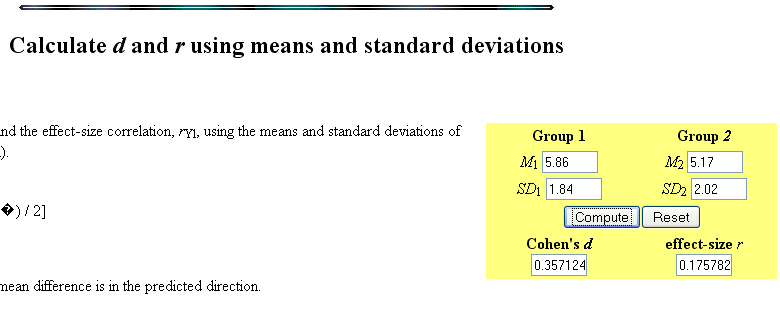 Calculate d and r using means and standard deviations
nd the effect-size correlation, rY1, using the means and standard deviations of
).
�) / 2]
mean difference is in the predicted direction.
Group 1 Group 2
M1 5.86 M2 5.17
SD1 1.84 SD2 2.02
Compute Reset
Cohen's d effect-size r
0.357124 0.175782